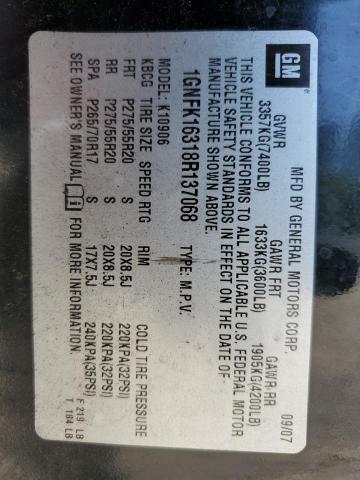 GM
MFD BY GENERAL MOTORS CORP. 09/07
GVWR GAWR FRT GAWR RR
3357KG(7400LB) 1633KG(3600LB) 1905KG(4200LB)
THIS VEHICLE CONFORMS TO ALL APPLICABLE U.S. FEDERAL MOTOR
VEHICLE SAFETY STANDARDS IN EFFECT ON THE DATE OF
MANUFACTURE SHOWN ABOVE.
1GNFK16318R137068 TYPE: M.P.V.
MODEL: K10906
KBCG TIRE SIZE SPEED RTG RIM COLD TIRE PRESSURE
FRT P275/55R20 S 20X8.5J 220KPA(32PSI)
RR P275/55R20 S 20X8.5J 220KPA(32PSI)
SPA P265/70R17 S 17X7.5J 240KPA(35PSI)
SEE OWNER'S MANUAL FOR MORE INFORMATION.
F 219 LB
T 184 LB